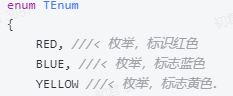 enum TEnum
{
RED, ///< 枚举，标识红色
BLUE, ///< 枚举，标志蓝色
YELLOW ///< 枚举，标志黄色.